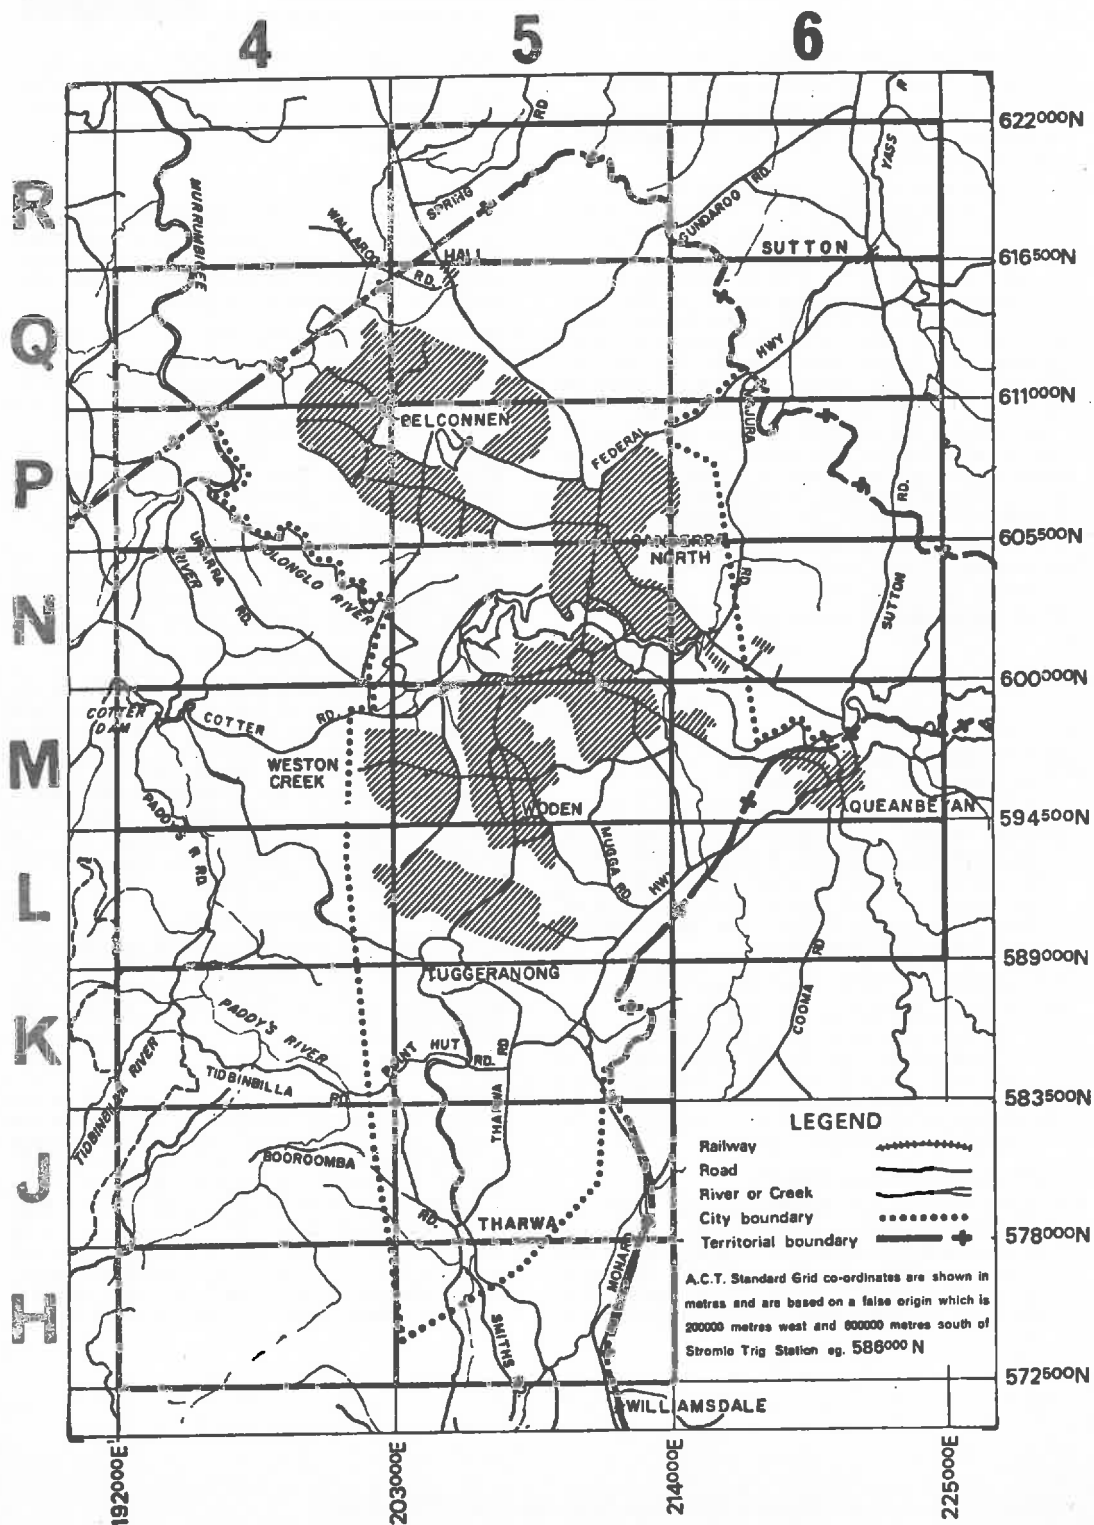 4 5 6
R
Q
P
N
M
L
K
J
H
622000N
616500N
611000N
605500N
600000N
594500N
589000N
583500N
578000N
572500N
192000E
203000E
214000E
225000E
RD
YASS
R
MURRUMBIDGEE
SPRING
WALLAROO
RD.
HALL
GUNDAROO RD.
SUTTON
HWY
MAJURA
BELCONNEN
FEDERAL
RD.
CANBERRA
NORTH
URIARRA
RD.
RIVER
MOLONGLO RIVER
RD
SUTTON
COTTER
DAM
COTTER
RD.
WESTON
CREEK
WODEN
QUEANBEYAN
PADDY'S R. RD.
MUGGA RD.
HWY
TUGGERANONG
RD
COOMA
PADDY'S RIVER
TIDBINBILLA RIVER
TIDBINBILLA
RD.
POINT
HUT
RD.
RD
THARWA
BOOROOMBA
RD.
THARWA
MONARO
SMITHS
WILLIAMSDALE
LEGEND
Railway
Road
River or Creek
City boundary
Territorial boundary
A.C.T. Standard Grid co-ordinates are shown in
metres and are based on a false origin which is
200000 metres west and 600000 metres south of
Stromlo Trig Station eg. 586000 N